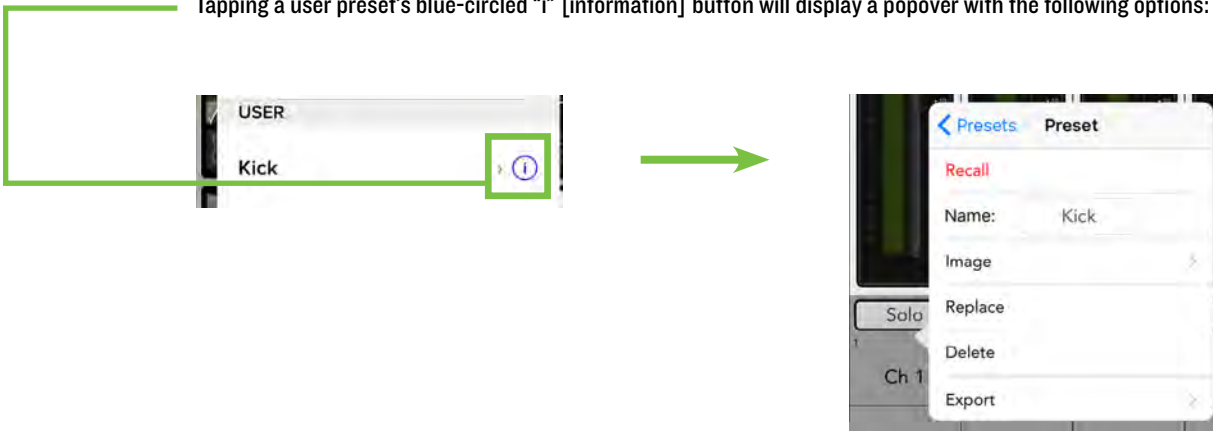 Tapping a user preset's blue-circled "i" [information] button will display a popover with the following options:
USER
Kick
i
Presets Preset
Recall
Name: Kick
Image
Replace
Delete
Export
Solo
1
Ch 1